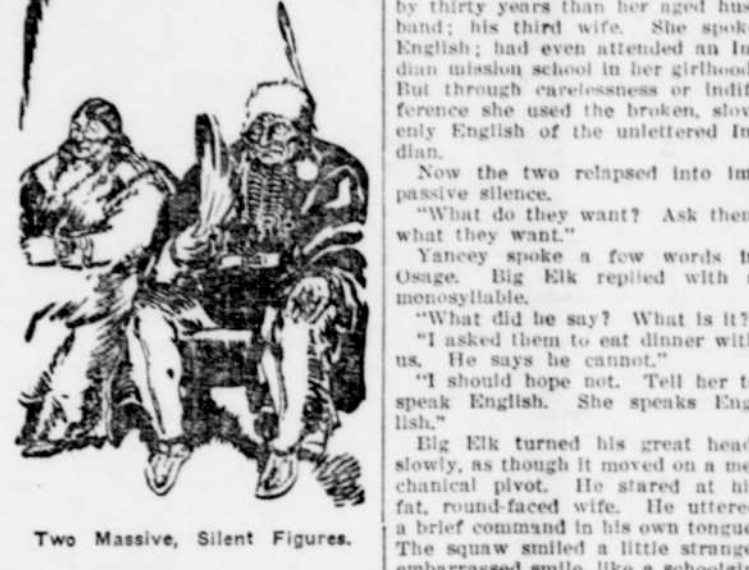 Two Massive, Silent Figures.
by thirty years than her aged hus
band; his third wife. She spoke
English; had even attended an In
dian mission school in her girlhood
But through carelessness or indif
ference she used the broken, slov
enly English of the unlettered In
dian.
Now the two relapsed into im
passive silence.
"What do they want? Ask them
what they want."
Yancey spoke a few words in
Osage. Big Elk replied with a
monosyllable.
"What did he say? What is it?
"I asked them to eat dinner with
us. He says he cannot."
"I should hope not. Tell her to
speak English. She speaks Eng
lish."
Big Elk turned his great head
slowly, as though it moved on a me
chanical pivot. He stared at his
fat, round-faced wife. He uttered
a brief command in his own tongue
The squaw smiled a little strange
embarrassed smile, like a schoolgir